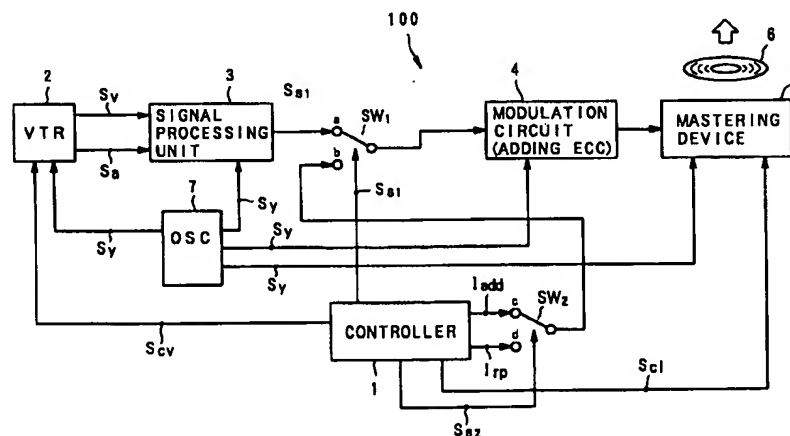 100
2
VTR
Sv
Sa
3
SIGNAL
PROCESSING
UNIT
Ss1
a
b
SW1
4
MODULATION
CIRCUIT
(ADDING ECC)
6
MASTERING
DEVICE
7
OSC
Sy
Sy
Sy
Sy
Ss1
CONTROLLER
1
Iadd
Irp
c
d
SW2
Scv
Ss2
Scl